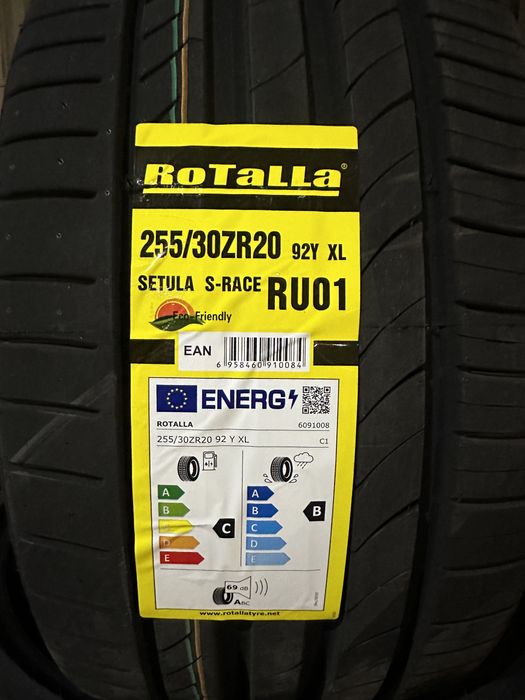 RoTaLLa®
255/30ZR20 92Y XL
SETULA S-RACE RU01
Eco-Friendly
EAN
6 958460 910084
ENERG
ROTALLA 6091008
255/30ZR20 92 Y XL C1
A A
B B B
C C C
D D
E E
69 dB
ABC
www.rotallatyre.net